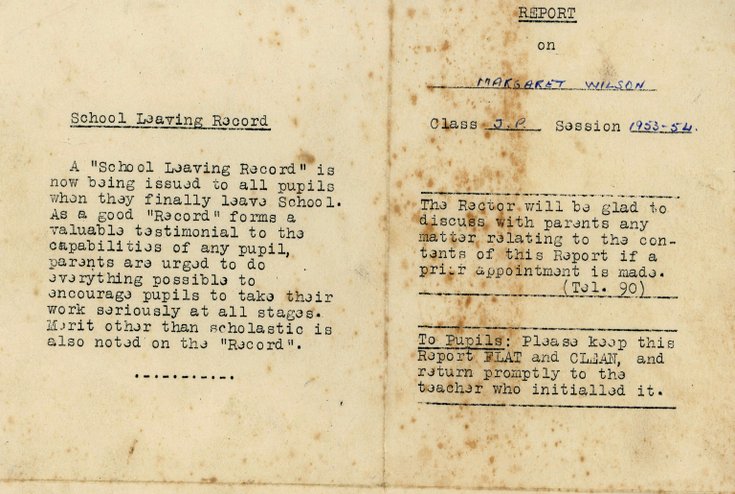 School Leaving Record
A "School Leaving Record" is
now being issued to all pupils
when they finally leave School.
As a good "Record" forms a
valuable testimonial to the
capabilities of any pupil,
parents are urged to do
everything possible to
encourage pupils to take their
work seriously at all stages.
Merit other than scholastic is
also noted on the "Record".
REPORT
on
MARGARET WILSON
Class J.P. Session 1953-54.
The Rector will be glad to
discuss with parents any
matter relating to the con-
tents of this Report if a
prior appointment is made.
(Tel. 90)
To Pupils: Please keep this
Report FLAT and CLEAN, and
return promptly to the
teacher who initialled it.